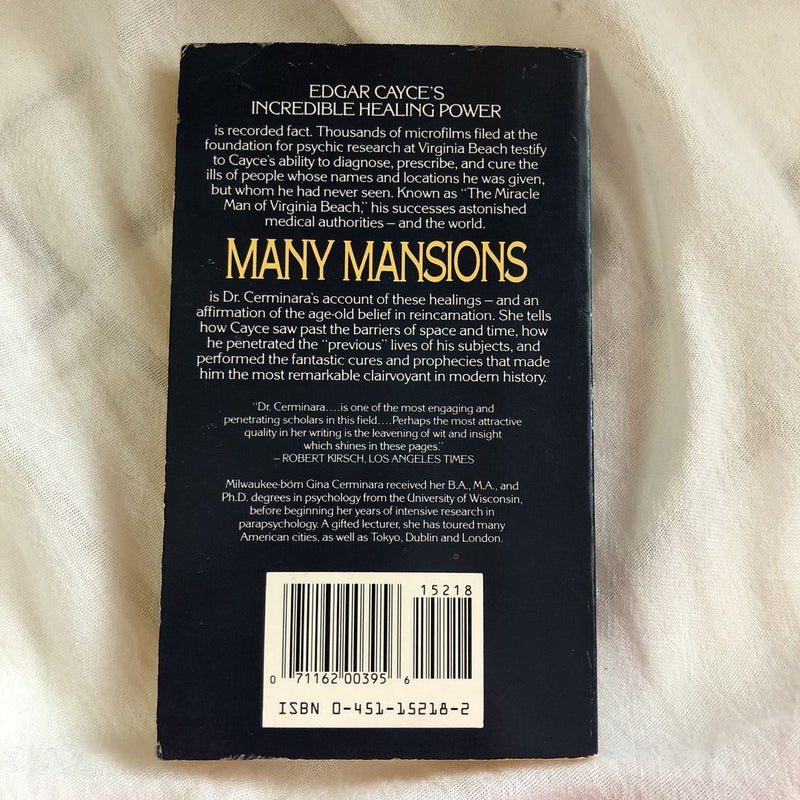 EDGAR CAYCE'S
INCREDIBLE HEALING POWER
is recorded fact. Thousands of microfilms filed at the
foundation for psychic research at Virginia Beach testify
to Cayce's ability to diagnose, prescribe, and cure the
ills of people whose names and locations he was given,
but whom he had never seen. Known as "The Miracle
Man of Virginia Beach," his successes astonished
medical authorities – and the world.
MANY MANSIONS
is Dr. Cerminara's account of these healings – and an
affirmation of the age-old belief in reincarnation. She tells
how Cayce saw past the barriers of space and time, how
he penetrated the "previous" lives of his subjects, and
performed the fantastic cures and prophecies that made
him the most remarkable clairvoyant in modern history.
"Dr. Cerminara....is one of the most engaging and
penetrating scholars in this field....Perhaps the most attractive
quality in her writing is the leavening of wit and insight
which shines in these pages."
– ROBERT KIRSCH, LOS ANGELES TIMES
Milwaukee-born Gina Cerminara received her B.A., M.A., and
Ph.D. degrees in psychology from the University of Wisconsin,
before beginning her years of intensive research in
parapsychology. A gifted lecturer, she has toured many
American cities, as well as Tokyo, Dublin and London.
15218
0 71162 00395 6
ISBN 0-451-15218-2